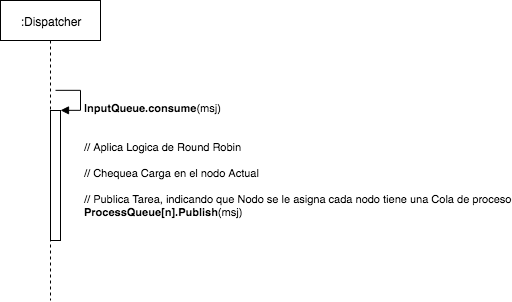 :Dispatcher
InputQueue.consume(msj)
// Aplica Logica de Round Robin
// Chequea Carga en el nodo Actual
// Publica Tarea, indicando que Nodo se le asigna cada nodo tiene una Cola de proceso
ProcessQueue[n].Publish(msj)